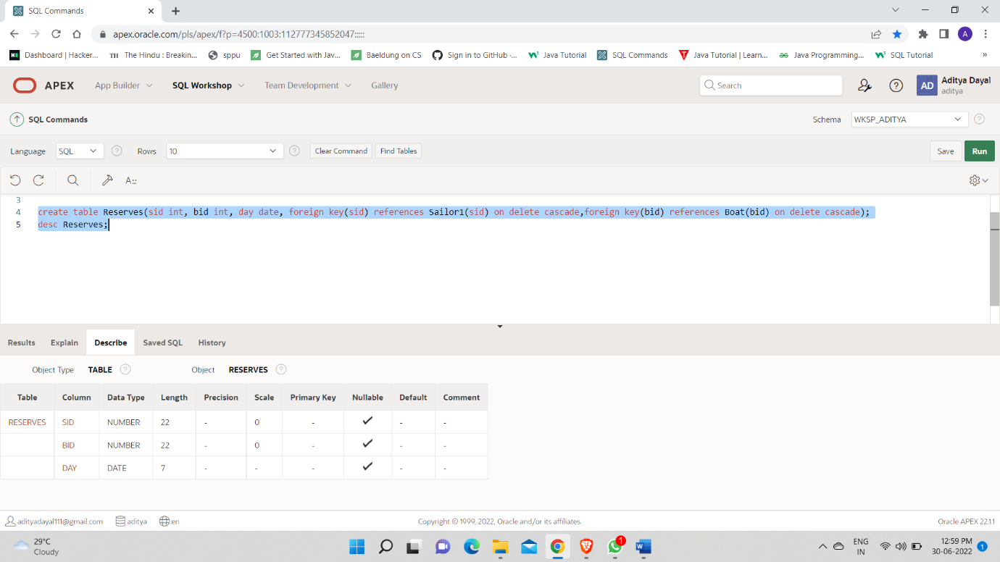 SQL Commands
apex.oracle.com/pls/apex/f?p=4500:1003:112777345852047:::::
A
Dashboard | Hacker... TH The Hindu : Breakin... sppu Get Started with Jav... Baeldung on CS Sign in to GitHub ·... Java Tutorial SQL Commands Java Tutorial | Learn... Java Programming... SQL Tutorial »
APEX App Builder SQL Workshop Team Development Gallery Search AD Aditya Dayal
aditya
SQL Commands Schema WKSP_ADITYA
Language SQL Rows 10 Clear Command Find Tables Save Run
3
4 create table Reserves(sid int, bid int, day date, foreign key(sid) references Sailor1(sid) on delete cascade,foreign key(bid) references Boat(bid) on delete cascade);
5 desc Reserves;
Results Explain Describe Saved SQL History
Object Type TABLE Object RESERVES
Table Column Data Type Length Precision Scale Primary Key Nullable Default Comment
RESERVES SID NUMBER 22 - 0 - ✓ - -
BID NUMBER 22 - 0 - ✓ - -
DAY DATE 7 - - - ✓ - -
adityadayal111@gmail.com aditya en Copyright © 1999, 2022, Oracle and/or its affiliates. Oracle APEX 22.1.1
29°C
Cloudy
1
ENG
IN
12:59 PM
30-06-2022
1